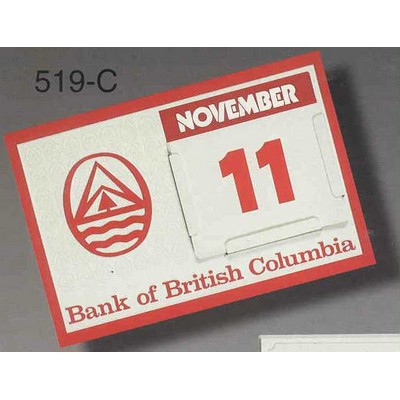 519-C
NOVEMBER
11
Bank of British Columbia